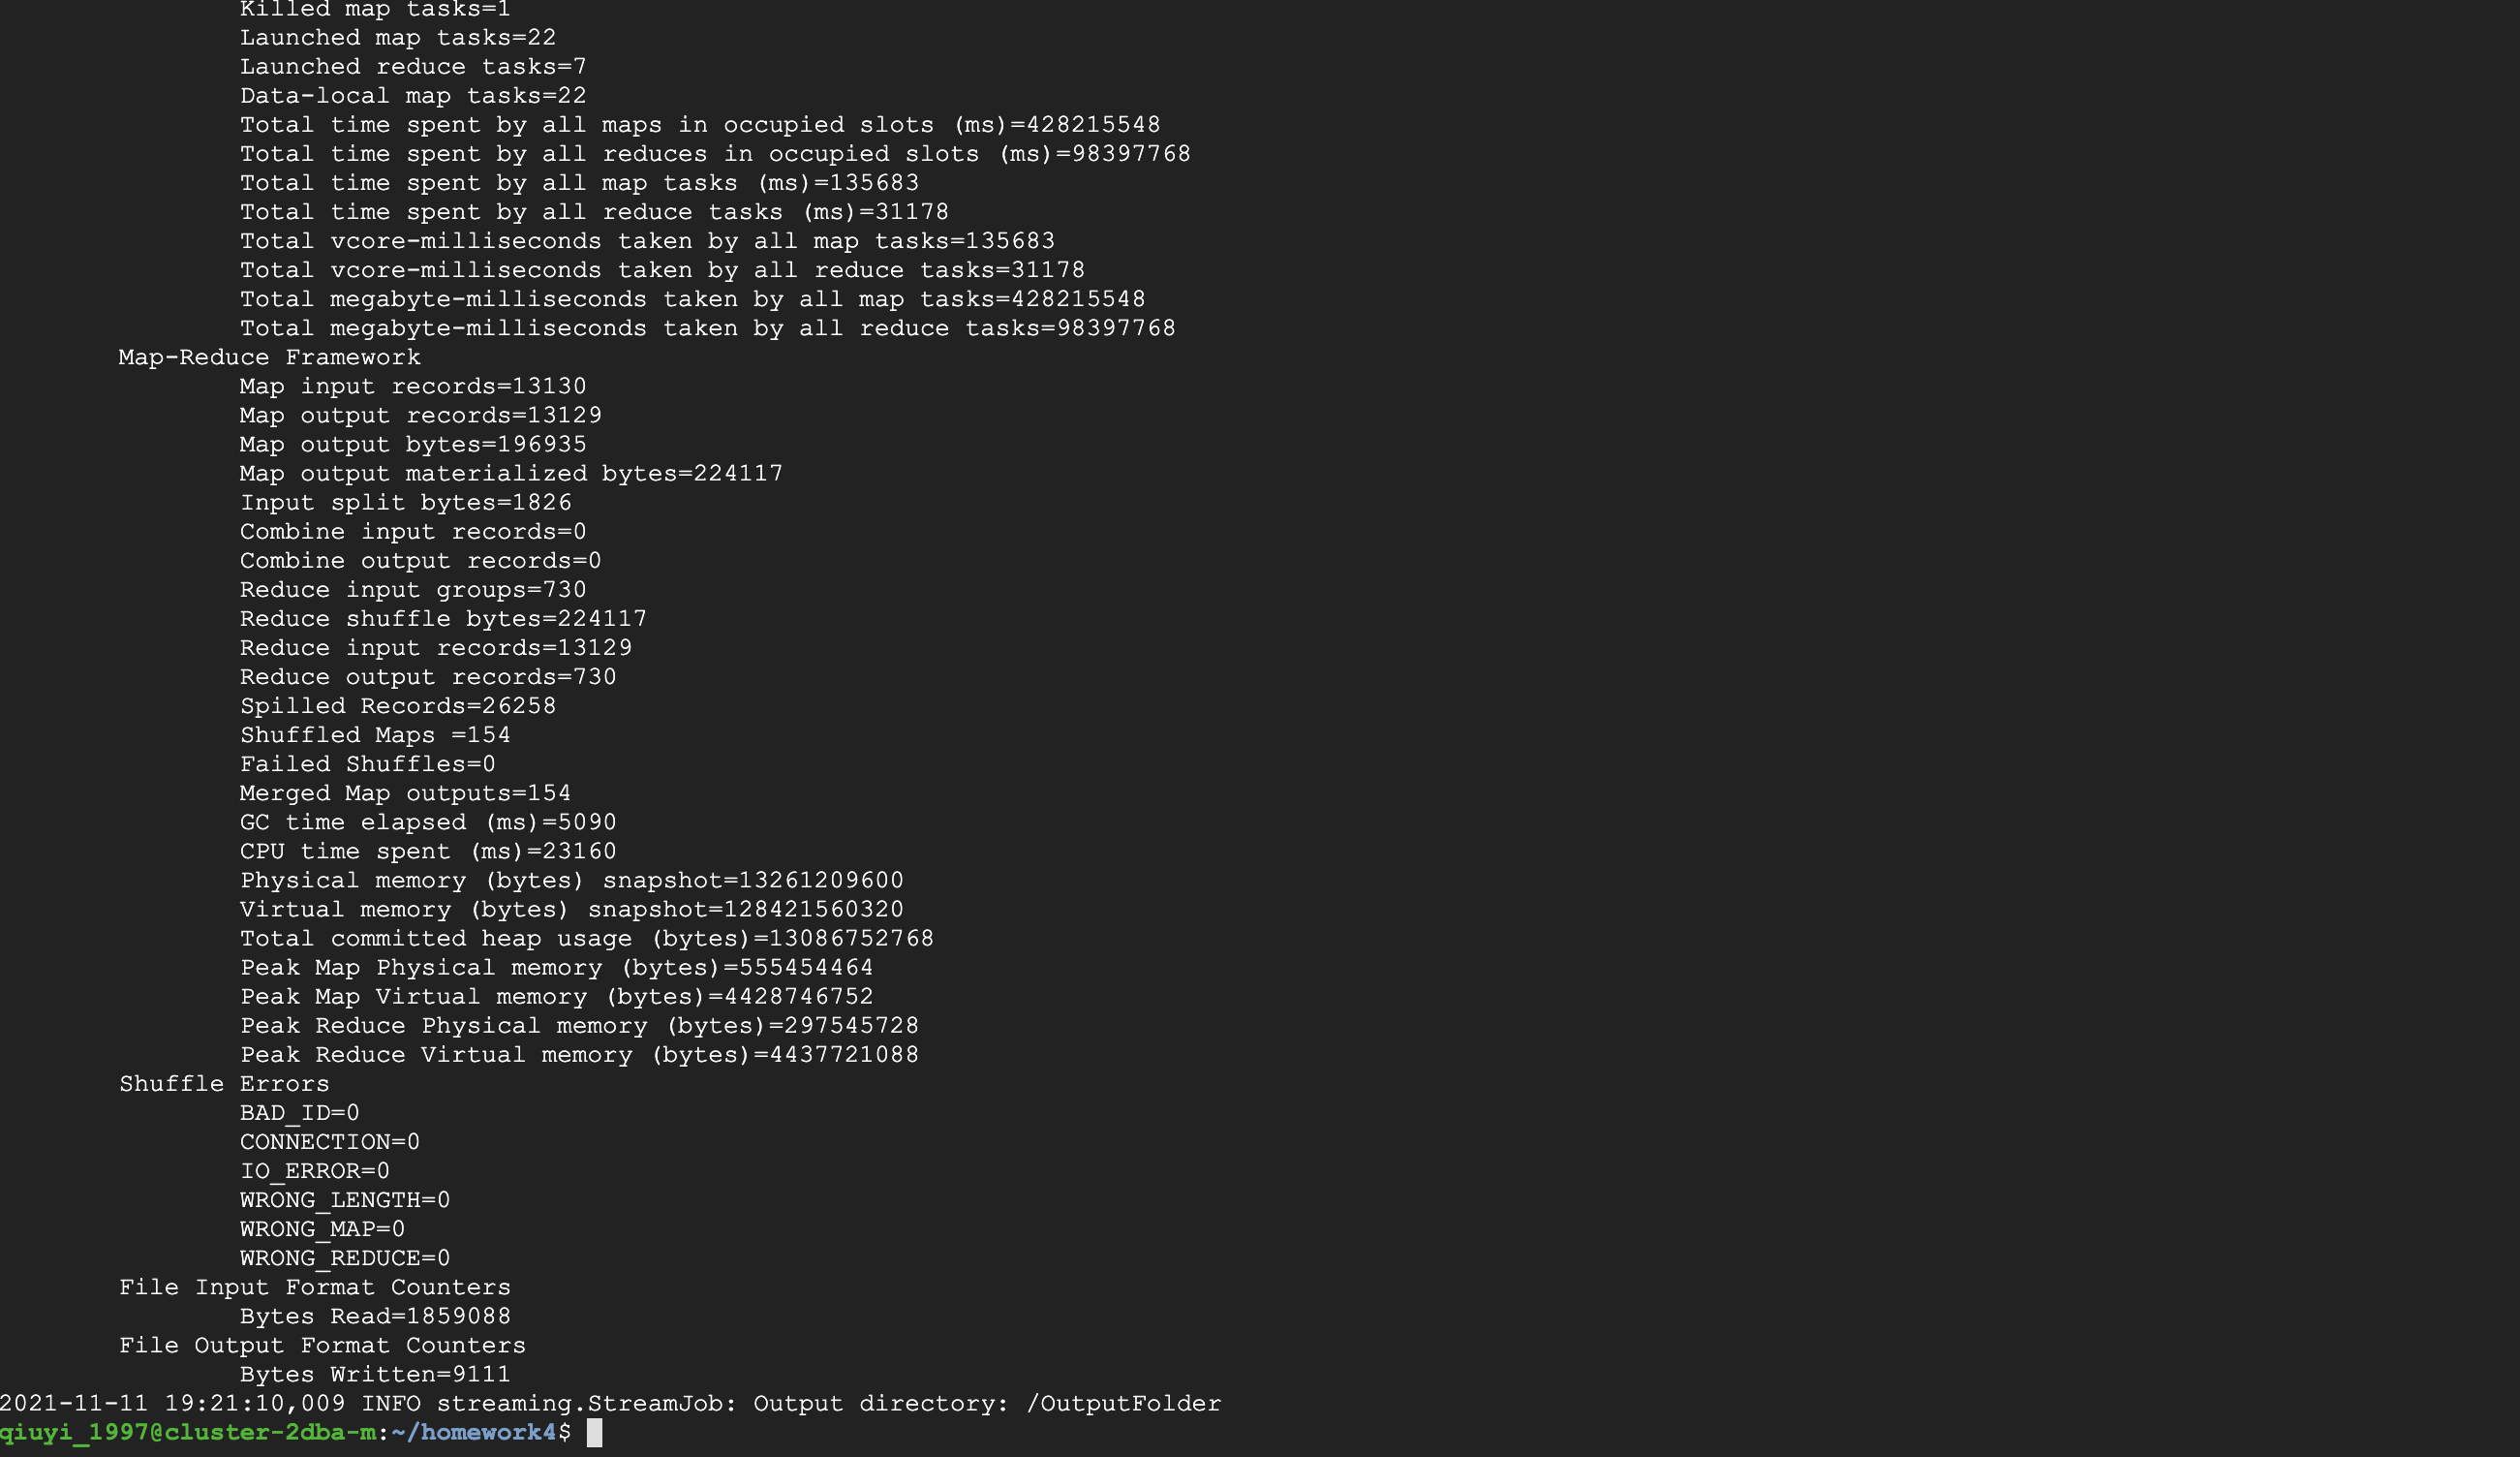 Killed map tasks=1
Launched map tasks=22
Launched reduce tasks=7
Data-local map tasks=22
Total time spent by all maps in occupied slots (ms)=428215548
Total time spent by all reduces in occupied slots (ms)=98397768
Total time spent by all map tasks (ms)=135683
Total time spent by all reduce tasks (ms)=31178
Total vcore-milliseconds taken by all map tasks=135683
Total vcore-milliseconds taken by all reduce tasks=31178
Total megabyte-milliseconds taken by all map tasks=428215548
Total megabyte-milliseconds taken by all reduce tasks=98397768
Map-Reduce Framework
Map input records=13130
Map output records=13129
Map output bytes=196935
Map output materialized bytes=224117
Input split bytes=1826
Combine input records=0
Combine output records=0
Reduce input groups=730
Reduce shuffle bytes=224117
Reduce input records=13129
Reduce output records=730
Spilled Records=26258
Shuffled Maps =154
Failed Shuffles=0
Merged Map outputs=154
GC time elapsed (ms)=5090
CPU time spent (ms)=23160
Physical memory (bytes) snapshot=13261209600
Virtual memory (bytes) snapshot=128421560320
Total committed heap usage (bytes)=13086752768
Peak Map Physical memory (bytes)=555454464
Peak Map Virtual memory (bytes)=4428746752
Peak Reduce Physical memory (bytes)=297545728
Peak Reduce Virtual memory (bytes)=4437721088
Shuffle Errors
BAD_ID=0
CONNECTION=0
IO_ERROR=0
WRONG_LENGTH=0
WRONG_MAP=0
WRONG_REDUCE=0
File Input Format Counters
Bytes Read=1859088
File Output Format Counters
Bytes Written=9111
2021-11-11 19:21:10,009 INFO streaming.StreamJob: Output directory: /OutputFolder
qiuyi_1997@cluster-2dba-m:~/homework4$